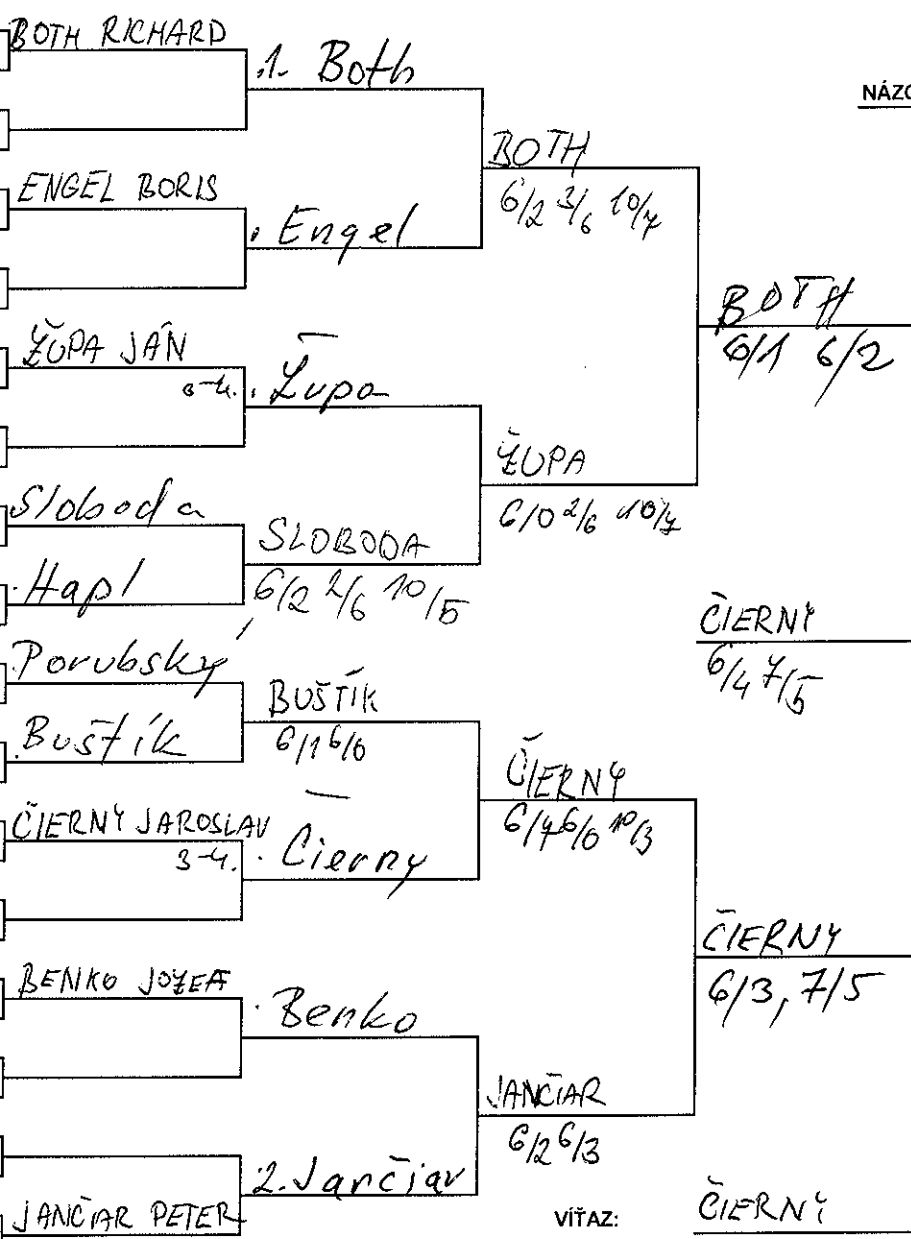 BOTH RICHARD
1. Both
NÁZO
BOTH
6/2 3/6 10/7
ENGEL BORIS
Engel
BOTH
6/1 6/2
ŽUPA JÁN
3-4. Župa
ŽUPA
6/0 2/6 10/7
Sloboda
SLOBODA
6/2 2/6 10/5
Hapl
ČIERNY
6/4 7/5
Porubský
BUŠTÍK
6/1 6/0
Buštík
ČIERNY
6/7 6/0 10/3
ČIERNY JAROSLAV
3-4. Čierny
ČIERNY
6/3, 7/5
BENKO JOZEF
Benko
JANČIAR
6/2 6/3
2. Jančiar
JANČIAR PETER
VÍŤAZ: ČIERNY